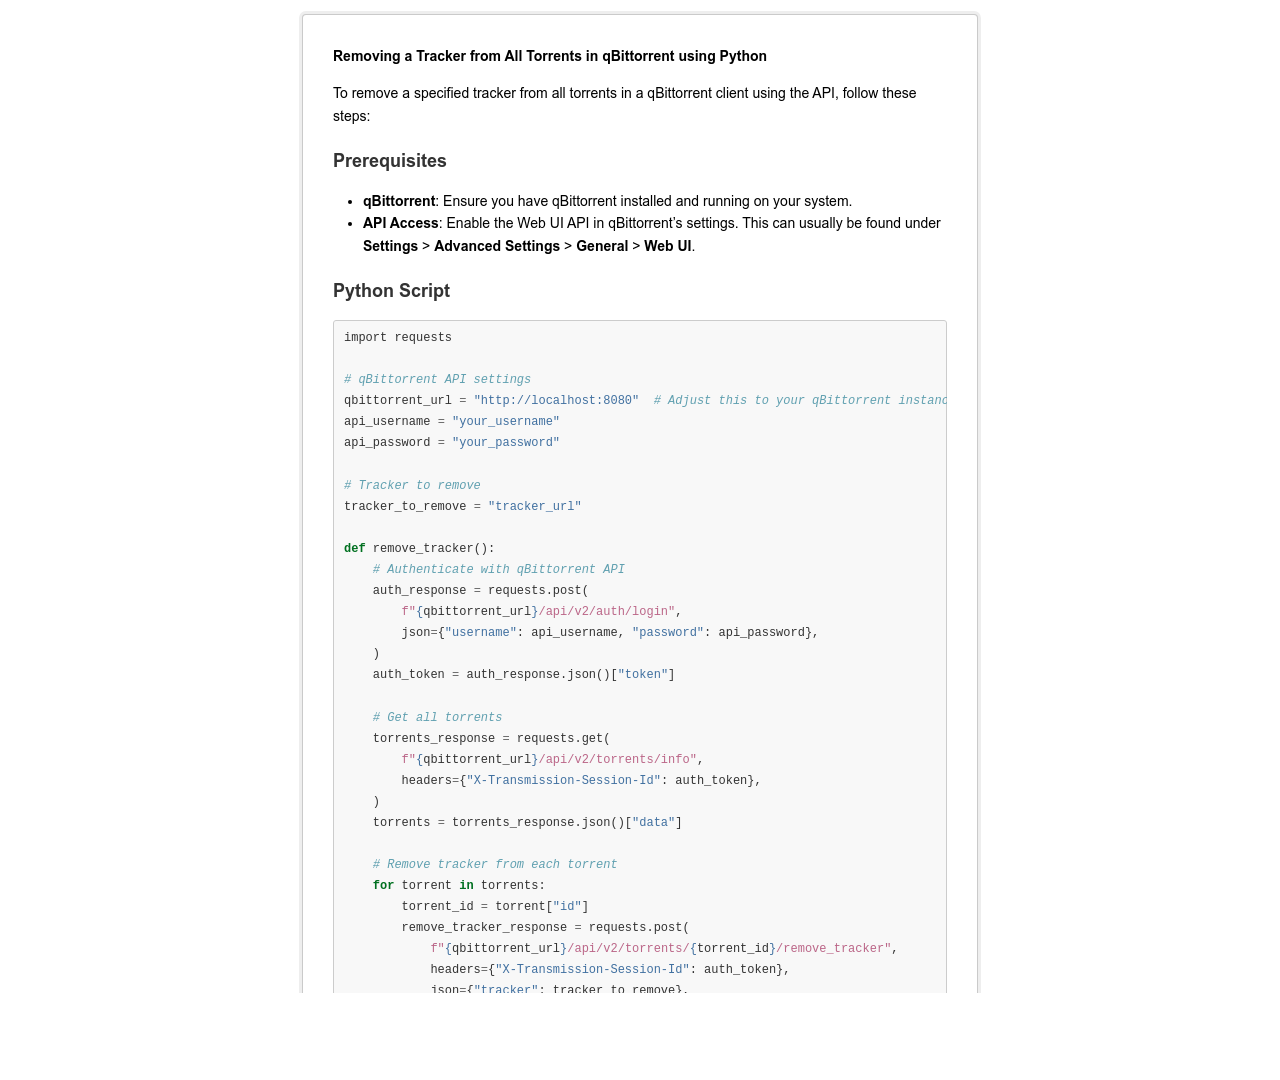 Removing a Tracker from All Torrents in qBittorrent using Python
To remove a specified tracker from all torrents in a qBittorrent client using the API, follow these
steps:
Prerequisites
• qBittorrent: Ensure you have qBittorrent installed and running on your system.
• API Access: Enable the Web UI API in qBittorrent’s settings. This can usually be found under
Settings > Advanced Settings > General > Web UI.
Python Script
import requests
# qBittorrent API settings
qbittorrent_url = "http://localhost:8080"  # Adjust this to your qBittorrent instanc
api_username = "your_username"
api_password = "your_password"
# Tracker to remove
tracker_to_remove = "tracker_url"
def remove_tracker():
    # Authenticate with qBittorrent API
    auth_response = requests.post(
        f"{qbittorrent_url}/api/v2/auth/login",
        json={"username": api_username, "password": api_password},
    )
    auth_token = auth_response.json()["token"]
    # Get all torrents
    torrents_response = requests.get(
        f"{qbittorrent_url}/api/v2/torrents/info",
        headers={"X-Transmission-Session-Id": auth_token},
    )
    torrents = torrents_response.json()["data"]
    # Remove tracker from each torrent
    for torrent in torrents:
        torrent_id = torrent["id"]
        remove_tracker_response = requests.post(
            f"{qbittorrent_url}/api/v2/torrents/{torrent_id}/remove_tracker",
            headers={"X-Transmission-Session-Id": auth_token},
            json={"tracker": tracker_to_remove},